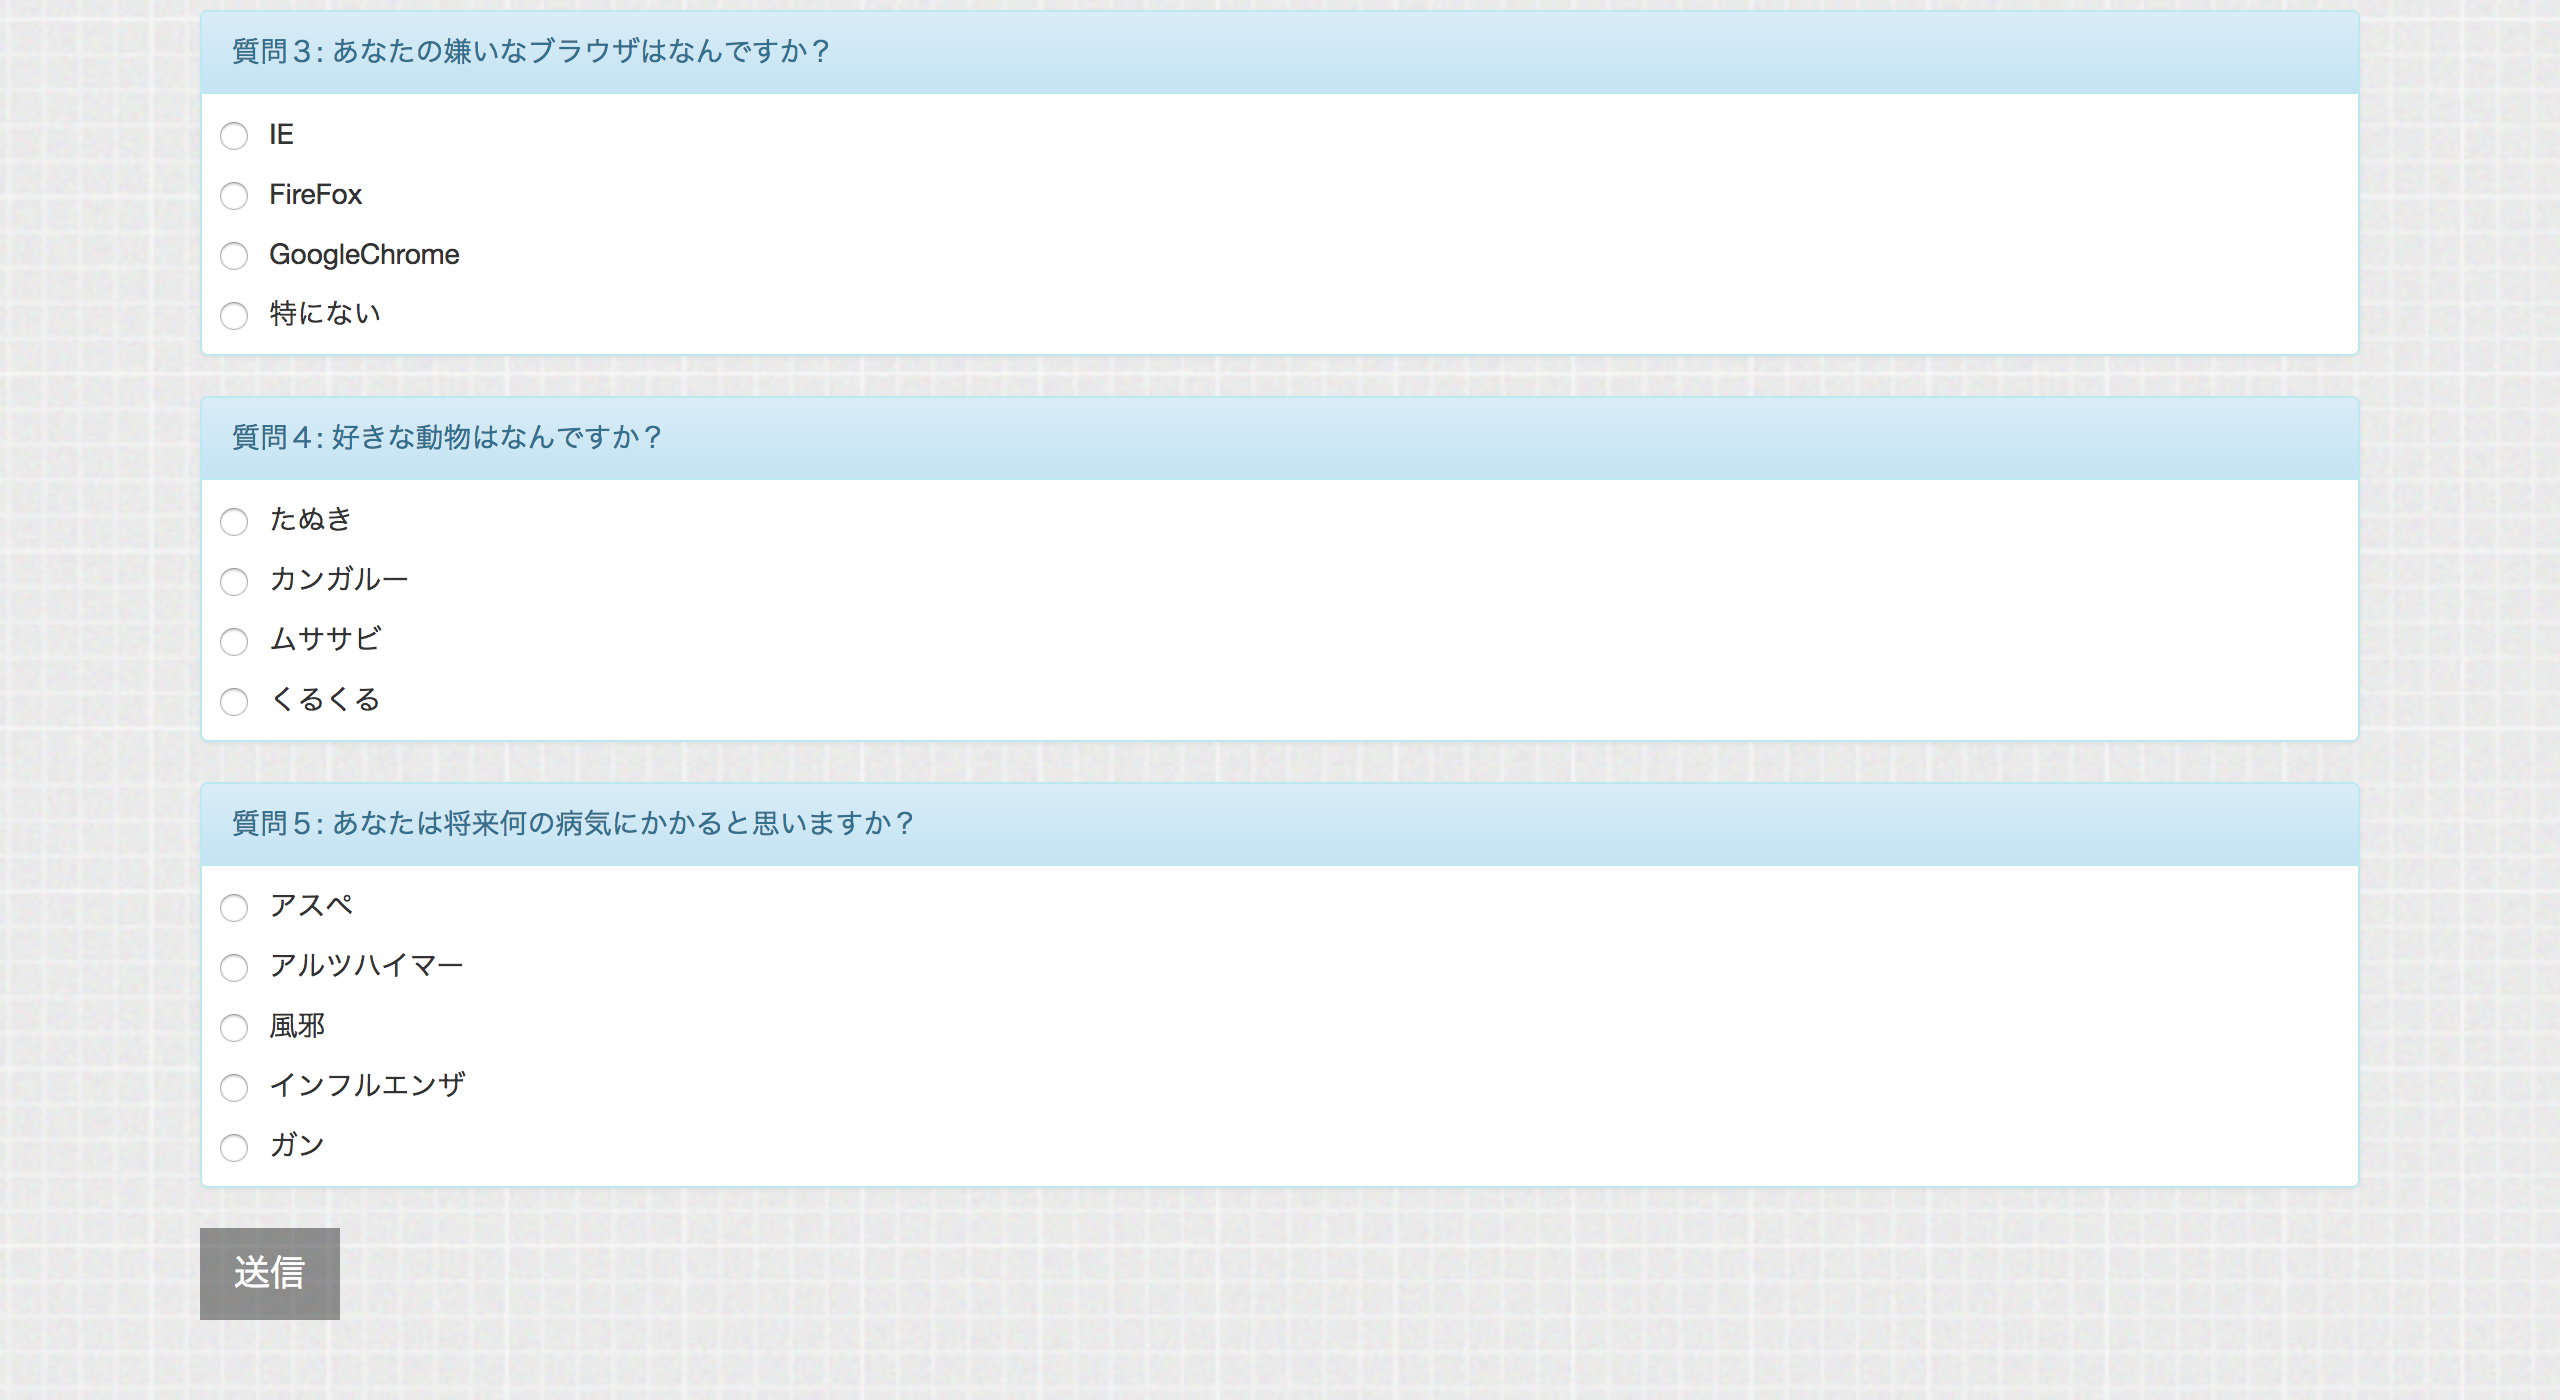 質問３: あなたの嫌いなブラウザはなんですか？
IE
FireFox
GoogleChrome
特にない
質問４: 好きな動物はなんですか？
たぬき
カンガルー
ムササビ
くるくる
質問５: あなたは将来何の病気にかかると思いますか？
アスペ
アルツハイマー
風邪
インフルエンザ
ガン
送信